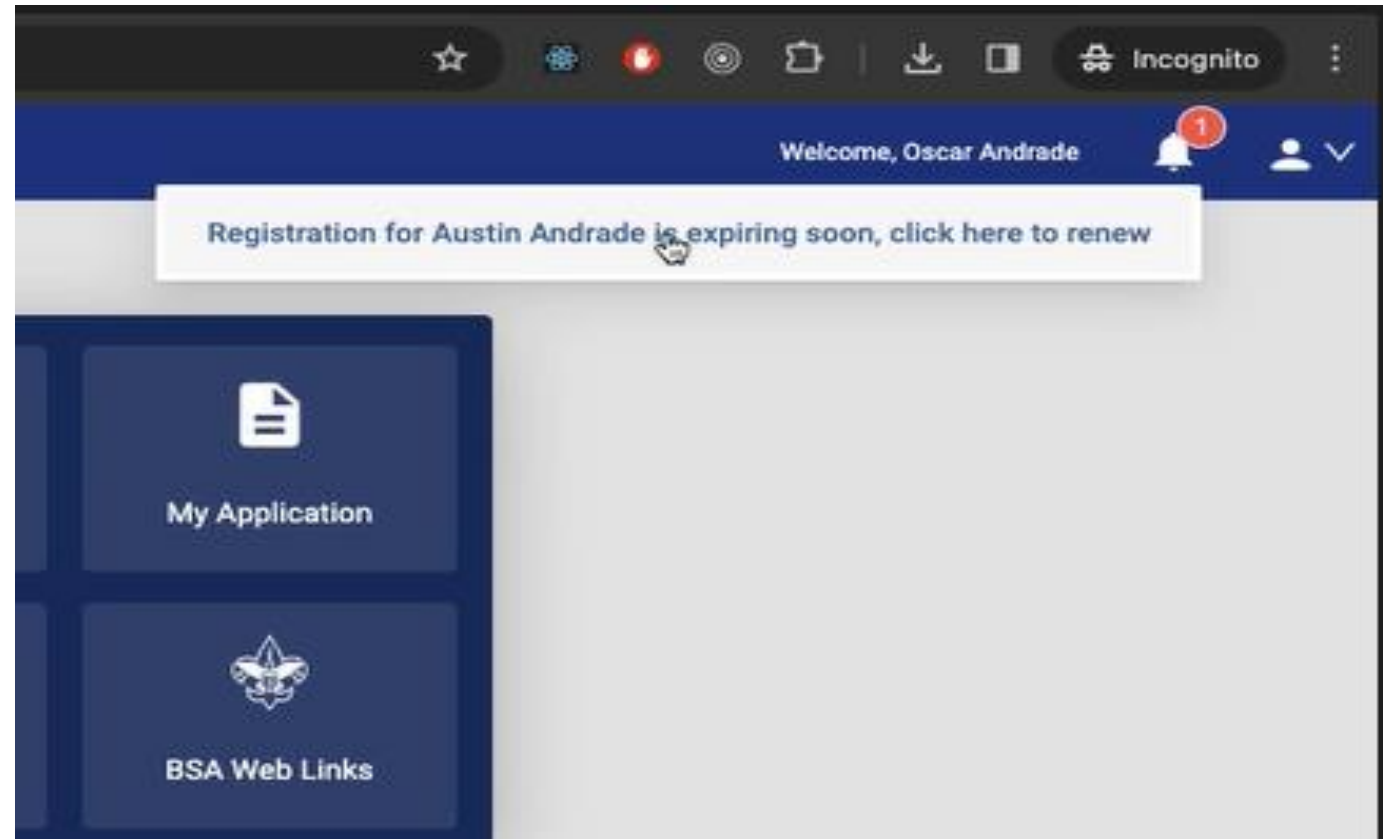 Incognito
Welcome, Oscar Andrade
1
Registration for Austin Andrade is expiring soon, click here to renew
My Application
BSA Web Links